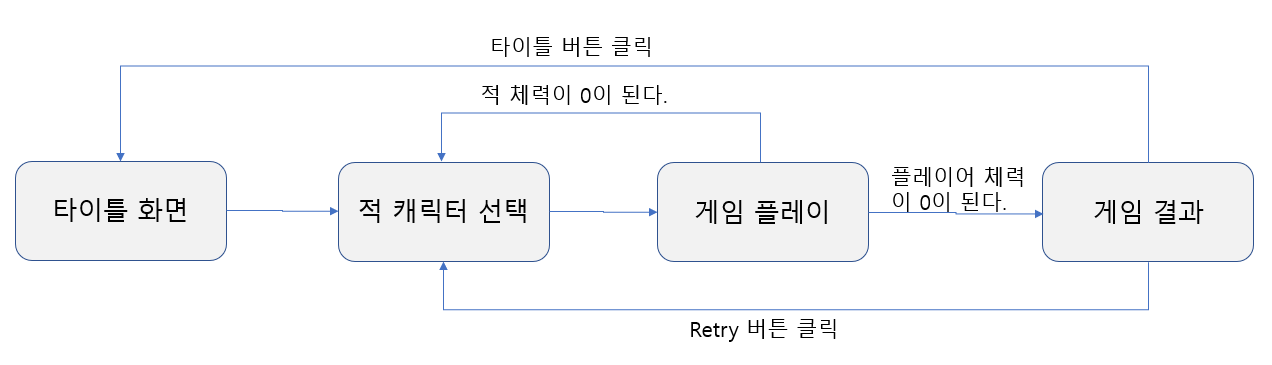 타이틀 버튼 클릭
적 체력이 0이 된다.
타이틀 화면
적 캐릭터 선택
게임 플레이
플레이어 체력
이 0이 된다.
게임 결과
Retry 버튼 클릭